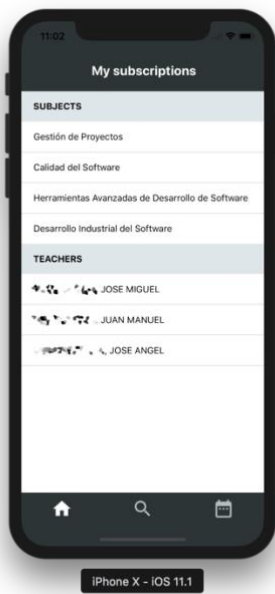 11:02
My subscriptions
SUBJECTS
Gestión de Proyectos
Calidad del Software
Herramientas Avanzadas de Desarrollo de Software
Desarrollo Industrial del Software
TEACHERS
JOSE MIGUEL
JUAN MANUEL
, JOSE ANGEL
iPhone X - iOS 11.1